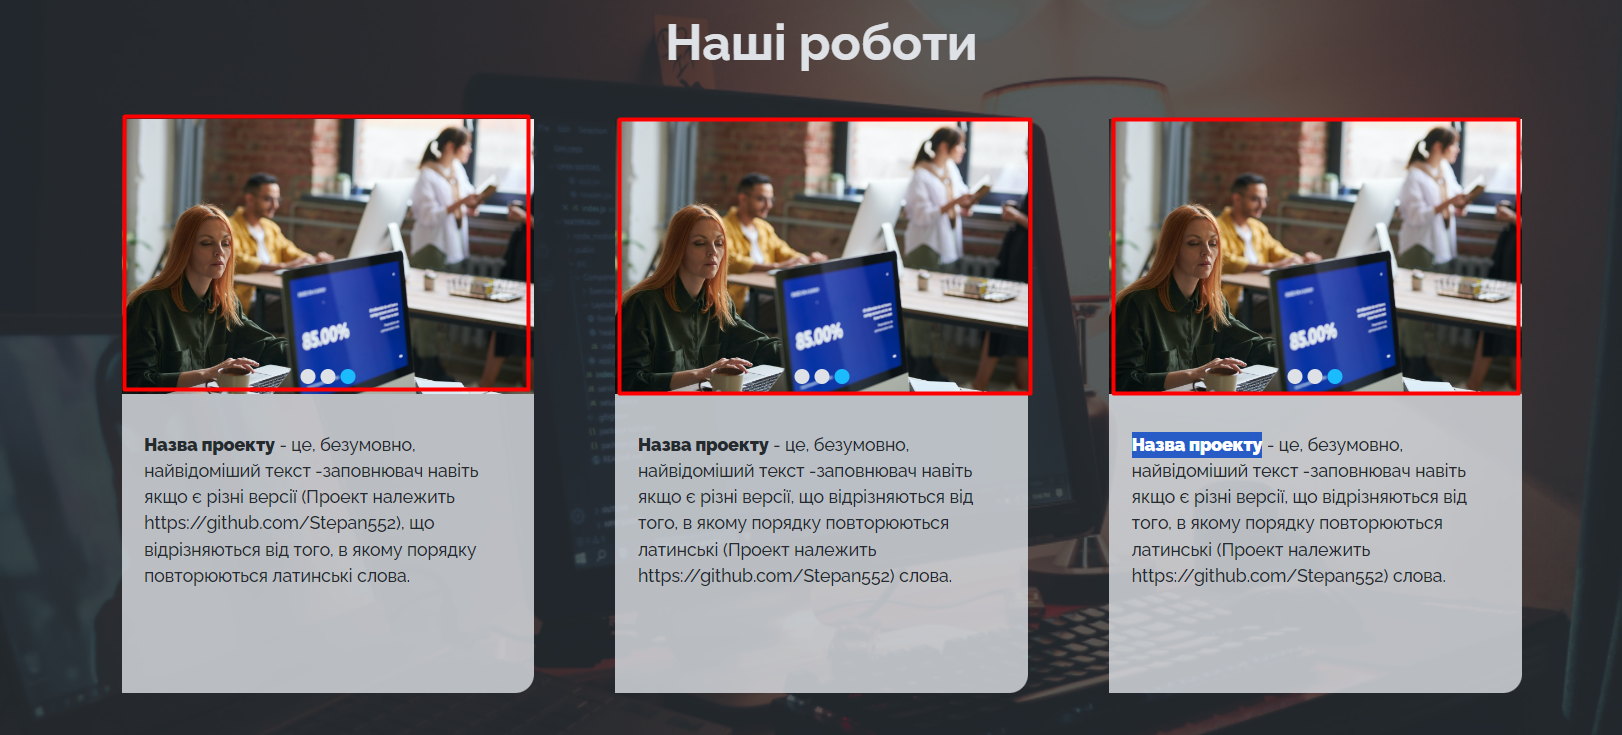 Наші роботи
85.00%
85.00%
85.00%
Назва проекту - це, безумовно,
найвідоміший текст -заповнювач навіть
якщо є різні версії (Проект належить
https://github.com/Stepan552), що
відрізняються від того, в якому порядку
повторюються латинські слова.
Назва проекту - це, безумовно,
найвідоміший текст -заповнювач навіть
якщо є різні версії, що відрізняються від
того, в якому порядку повторюються
латинські (Проект належить
https://github.com/Stepan552) слова.
Назва проекту - це, безумовно,
найвідоміший текст -заповнювач навіть
якщо є різні версії, що відрізняються від
того, в якому порядку повторюються
латинські (Проект належить
https://github.com/Stepan552) слова.